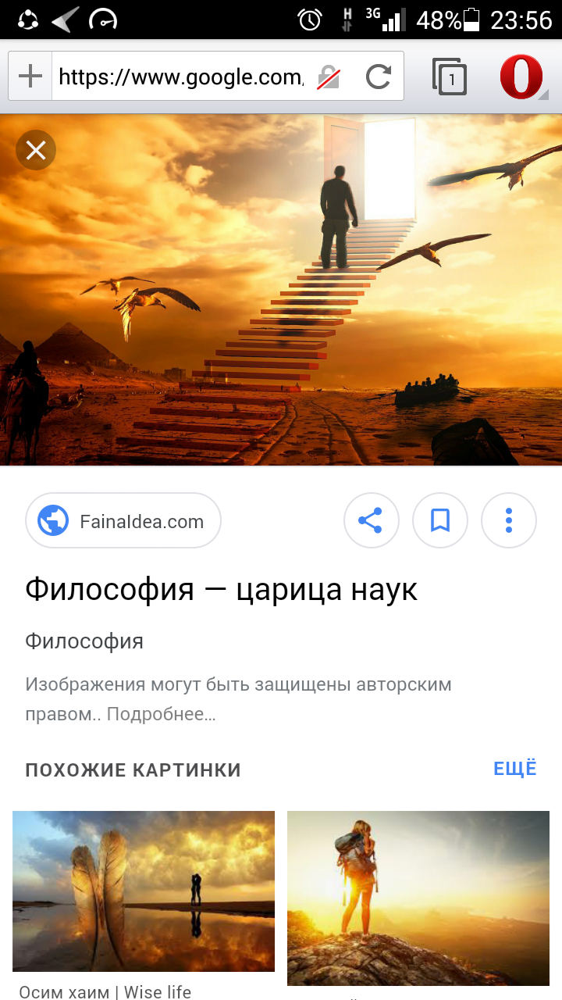 H
3G
48%
23:56
https://www.google.com,
1
FainaIdea.com
Философия — царица наук
Философия
Изображения могут быть защищены авторским
правом.. Подробнее...
ПОХОЖИЕ КАРТИНКИ
ЕЩЁ
Осим хаим | Wise life